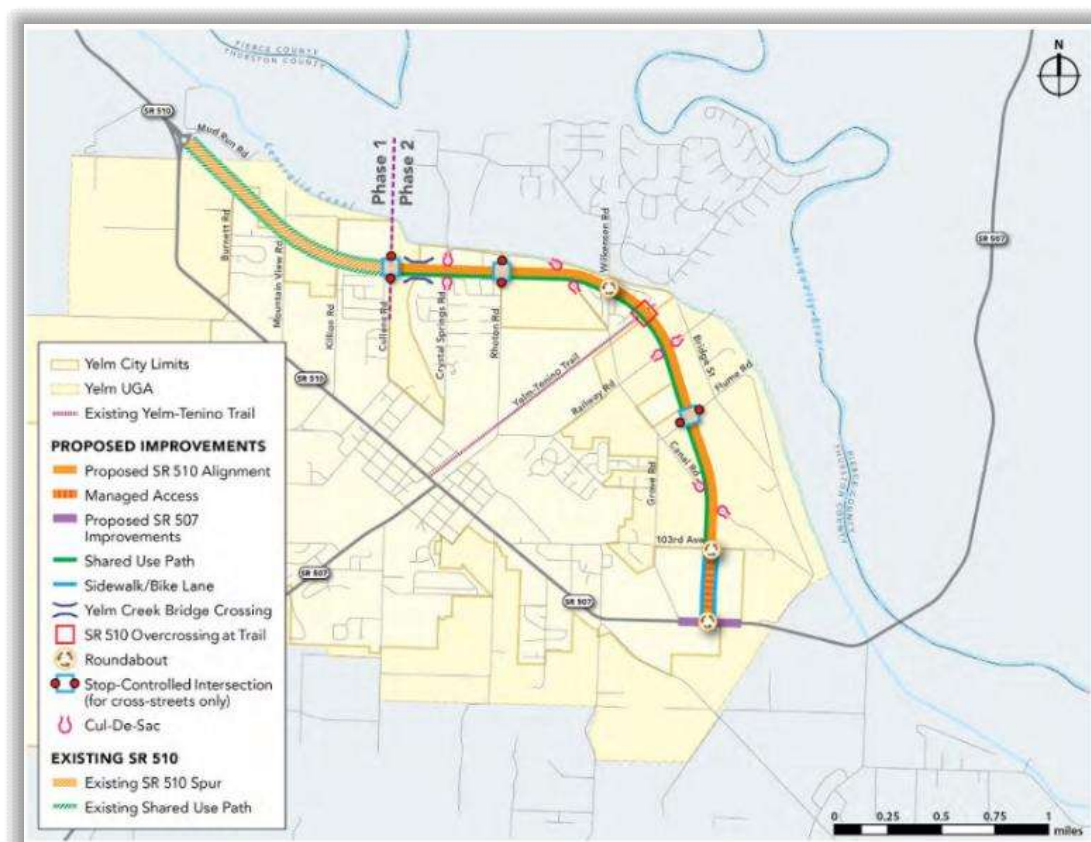 PIERCE COUNTY
THURSTON COUNTY
N
SR 510
Mud Run Rd
Centralia Canal
Phase 1
Phase 2
Burnett Rd
Mountain View Rd
Killion Rd
Cullens Rd
Crystal Springs Rd
Rhoton Rd
Wilkensen Rd
SR 507
Nisqually River
Yelm-Tenino Trail
Railway Rd
Bridge St
Flume Rd
SR 510
Canal Rd
Grove Rd
PIERCE COUNTY
THURSTON COUNTY
103rd Ave
SR 507
SR 507
Yelm City Limits
Yelm UGA
Existing Yelm-Tenino Trail
PROPOSED IMPROVEMENTS
Proposed SR 510 Alignment
Managed Access
Proposed SR 507
Improvements
Shared Use Path
Sidewalk/Bike Lane
Yelm Creek Bridge Crossing
SR 510 Overcrossing at Trail
Roundabout
Stop-Controlled Intersection
(for cross-streets only)
Cul-De-Sac
EXISTING SR 510
Existing SR 510 Spur
Existing Shared Use Path
0 0.25 0.5 0.75 1
miles